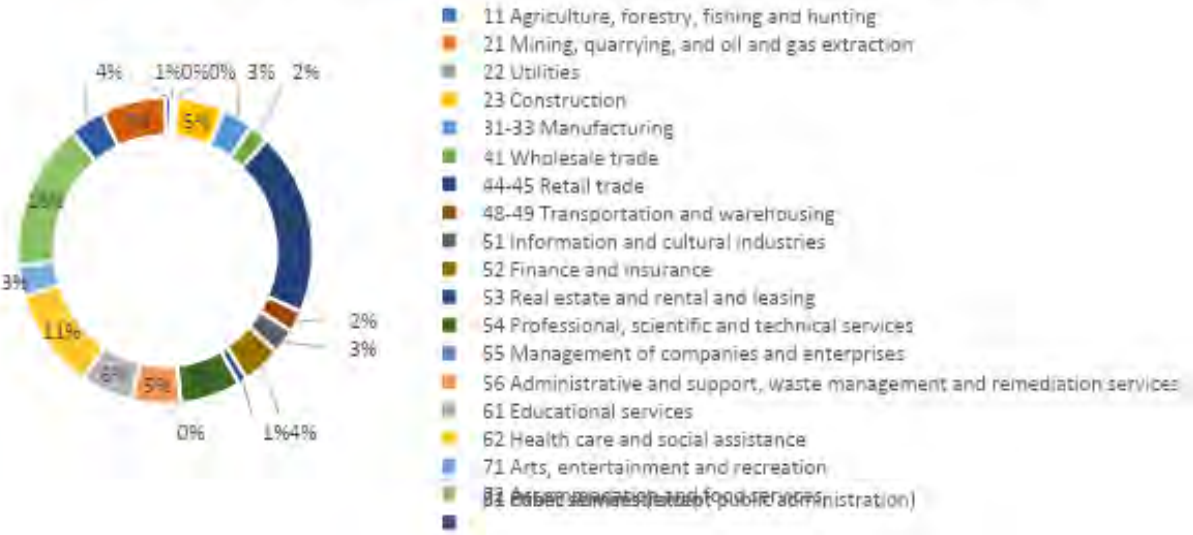 11 Agriculture, forestry, fishing and hunting
21 Mining, quarrying, and oil and gas extraction
22 Utilities
23 Construction
31-33 Manufacturing
41 Wholesale trade
44-45 Retail trade
48-49 Transportation and warehousing
51 Information and cultural industries
52 Finance and insurance
53 Real estate and rental and leasing
54 Professional, scientific and technical services
55 Management of companies and enterprises
56 Administrative and support, waste management and remediation services
61 Educational services
62 Health care and social assistance
71 Arts, entertainment and recreation
public administration)
4% 1% 0% 0% 3% 2%
5%
3%
2%
11%
3%
5%
0% 1% 4%